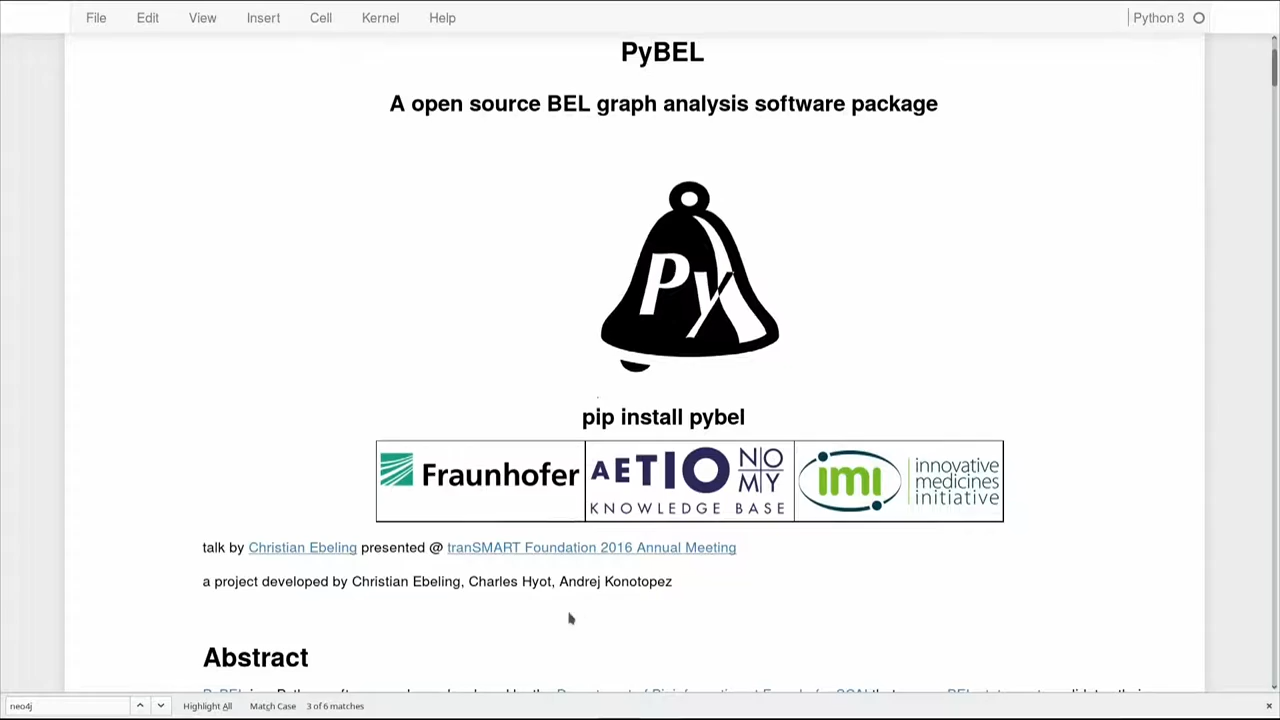 File Edit View Insert Cell Kernel Help Python 3
PyBEL
A open source BEL graph analysis software package
Py
pip install pybel
Fraunhofer
AETIONOMY
KNOWLEDGE BASE
imi innovative
medicines
initiative
talk by Christian Ebeling presented @ tranSMART Foundation 2016 Annual Meeting
a project developed by Christian Ebeling, Charles Hyot, Andrej Konotopez
Abstract
neo4j Highlight All Match Case 3 of 6 matches